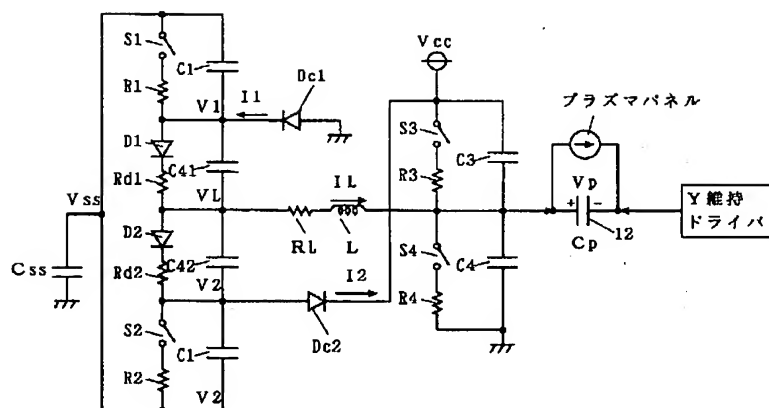 Vcc
プラズマパネル
S1
C1
R1
V1
I1
Dc1
S3
C3
D1
C41
Rd1
R3
Vss
VL
IL
Vp
+
-
Y維持
ドライバ
D2
Rl
L
S4
C4
12
Cp
Css
C42
Rd2
V2
I2
R4
S2
C1
Dc2
R2
V2